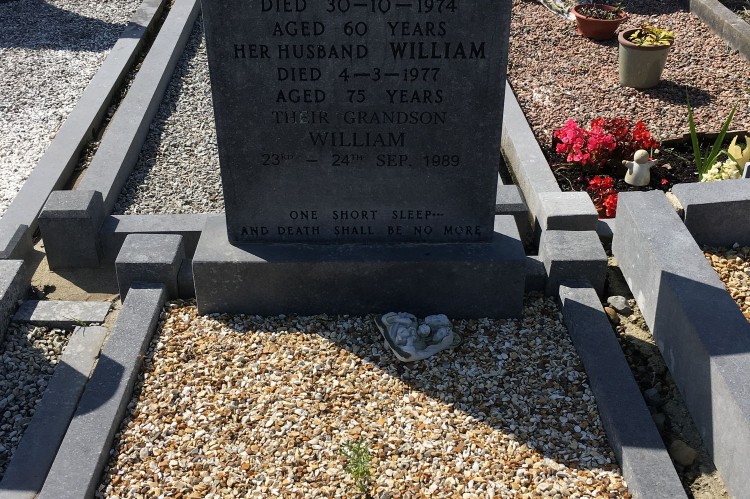 DIED 30-10-1974
AGED 60 YEARS
HER HUSBAND WILLIAM
DIED 4-3-1977
AGED 75 YEARS
THEIR GRANDSON
WILLIAM
23RD - 24TH SEP. 1989
ONE SHORT SLEEP...
AND DEATH SHALL BE NO MORE